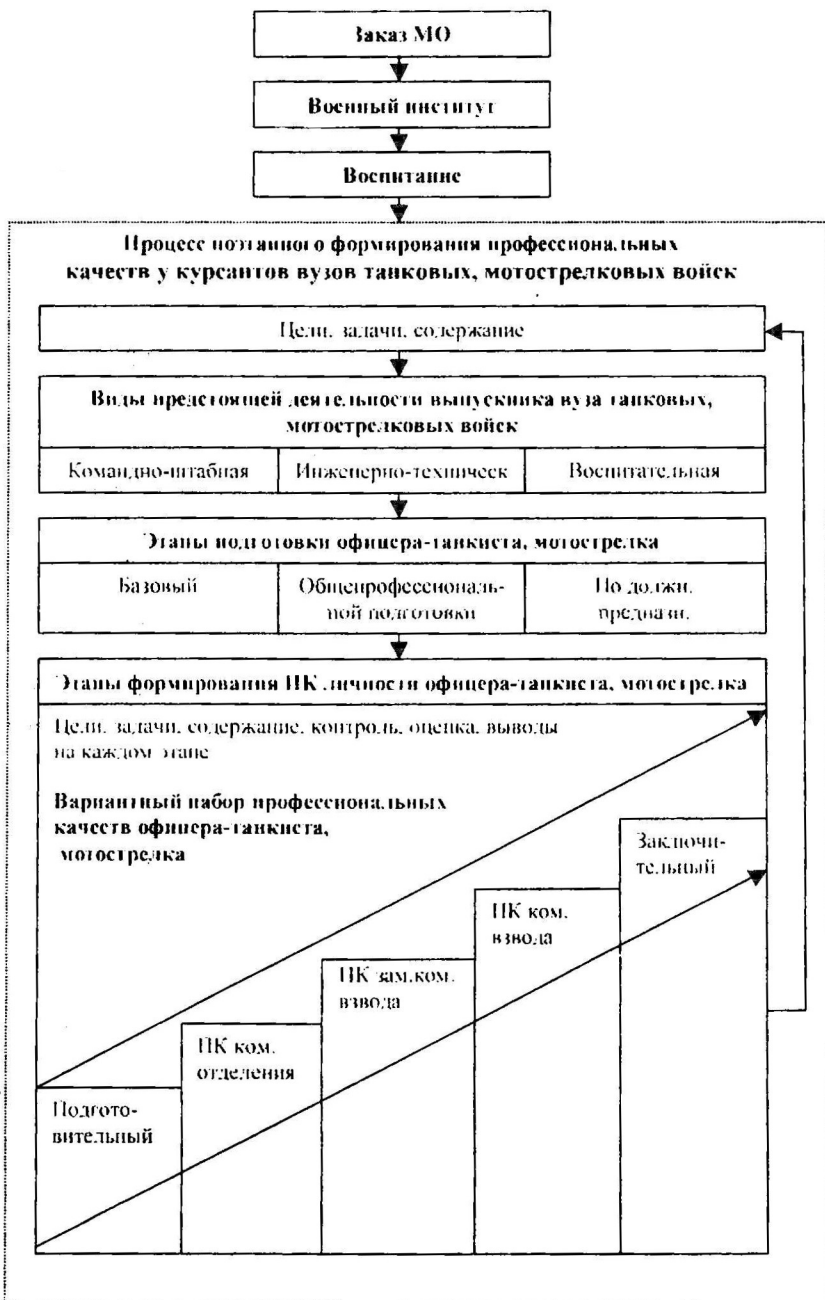 Заказ МО
Военный институт
Воспитание
Процесс поэтапного формирования профессиональных
качеств у курсантов вузов танковых, мотострелковых войск
Цели, задачи, содержание
Виды предстоящей деятельности выпускника вуза танковых,
мотострелковых войск
Командно-штабная
Инженерно-техническ
Воспитательная
Этапы подготовки офицера-танкиста, мотострелка
Базовый
Общепрофессиональ-
ной подготовки
По должн.
предназн.
Этапы формирования ПК личности офицера-танкиста, мотострелка
Цели, задачи, содержание, контроль, оценка, выводы
на каждом этапе
Вариантный набор профессиональных
качеств офицера-танкиста,
мотострелка
Заключи-
тельный
ПК ком.
взвода
ПК зам.ком.
взвода
ПК ком.
отделения
Подгото-
вительный